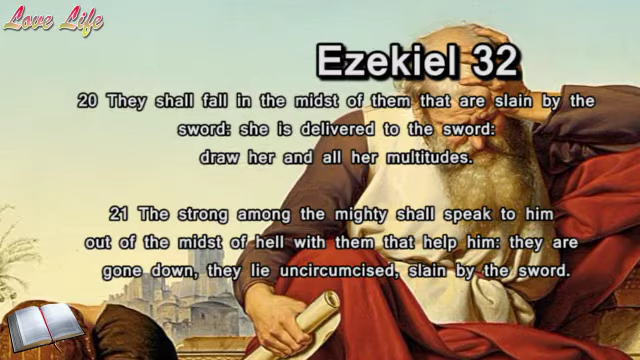 Love Life
Ezekiel 32
20 They shall fall in the midst of them that are slain by the
sword: she is delivered to the sword:
draw her and all her multitudes.
21 The strong among the mighty shall speak to him
out of the midst of hell with them that help him: they are
gone down, they lie uncircumcised, slain by the sword.